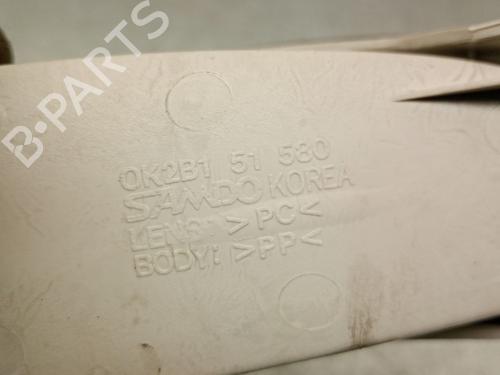 B-PARTS
0K2B1 51 580
SAMDO KOREA
LENS: >PC<
BODY: >PP<